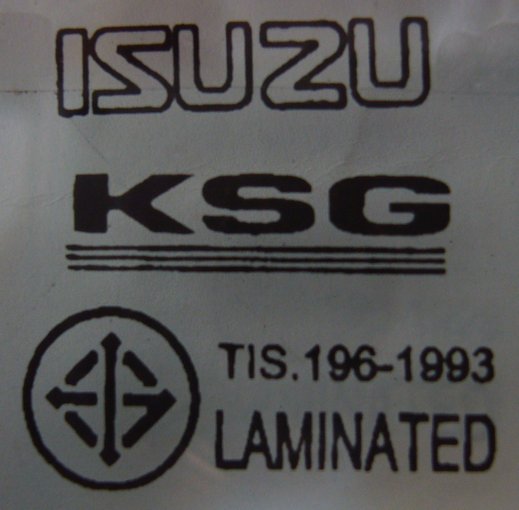 ISUZU
KSG
TIS.196-1993
LAMINATED